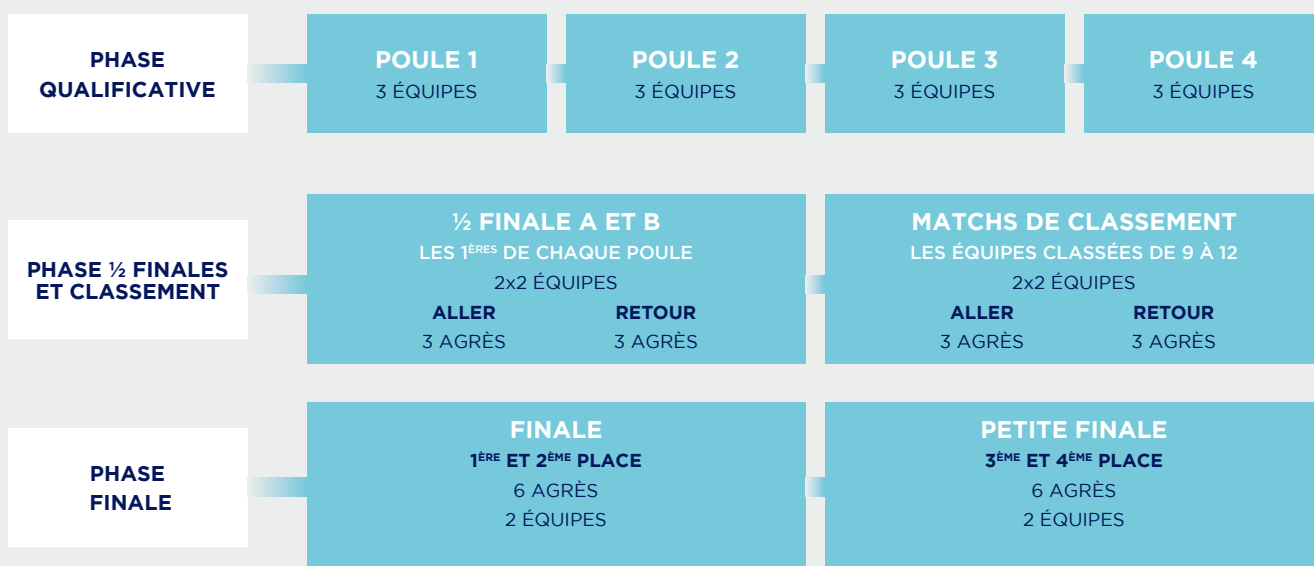 PHASE
QUALIFICATIVE
POULE 1
3 ÉQUIPES
POULE 2
3 ÉQUIPES
POULE 3
3 ÉQUIPES
POULE 4
3 ÉQUIPES
PHASE ½ FINALES
ET CLASSEMENT
½ FINALE A ET B
LES 1ÈRES DE CHAQUE POULE
2x2 ÉQUIPES
ALLER RETOUR
3 AGRÈS 3 AGRÈS
MATCHS DE CLASSEMENT
LES ÉQUIPES CLASSÉES DE 9 À 12
2x2 ÉQUIPES
ALLER RETOUR
3 AGRÈS 3 AGRÈS
PHASE
FINALE
FINALE
1ÈRE ET 2ÈME PLACE
6 AGRÈS
2 ÉQUIPES
PETITE FINALE
3ÈME ET 4ÈME PLACE
6 AGRÈS
2 ÉQUIPES